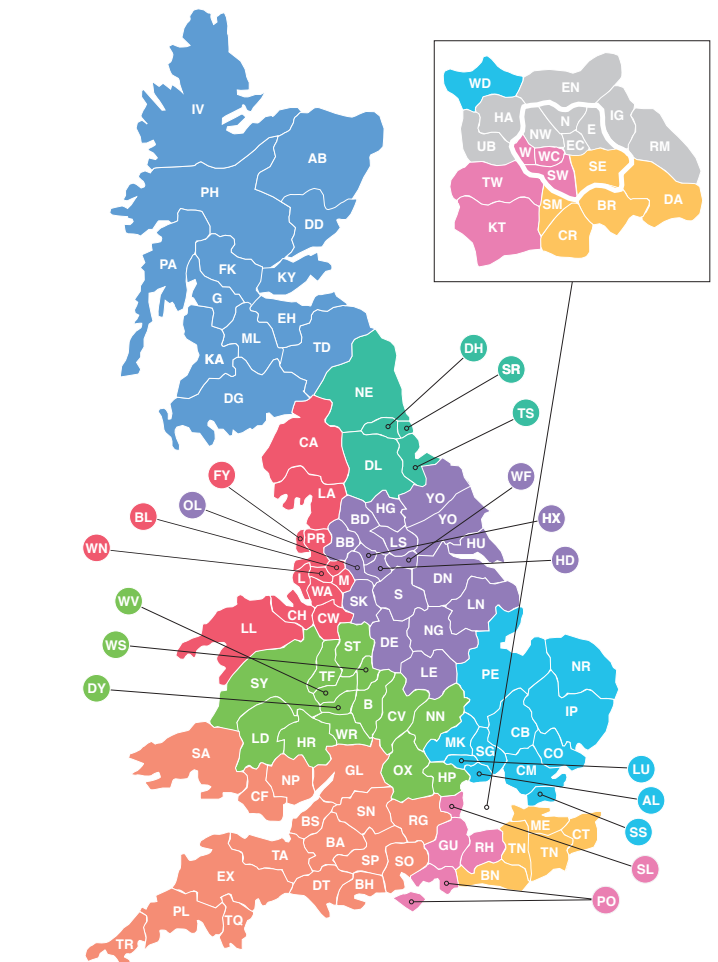 IV
AB
PH
DD
PA
FK
KY
G
EH
ML
TD
KA
DG
WD
EN
HA
N
IG
NW
E
UB
EC
RM
W
WC
SE
TW
SW
SM
BR
DA
KT
CR
DH
SR
NE
TS
CA
DL
FY
WF
LA
YO
OL
HG
BL
BD
YO
HX
PR
BB
LS
HU
WN
HD
L
M
DN
WA
SK
S
WV
LN
CH
CW
LL
NG
WS
ST
DE
NR
TF
LE
PE
SY
DY
B
IP
CV
NN
CB
WR
LD
HR
MK
SG
CO
SA
GL
OX
CM
LU
NP
HP
CF
AL
SN
BS
RG
ME
SS
CT
BA
GU
RH
TN
TN
TA
SP
SO
SL
EX
DT
BH
BN
PO
PL
TQ
TR